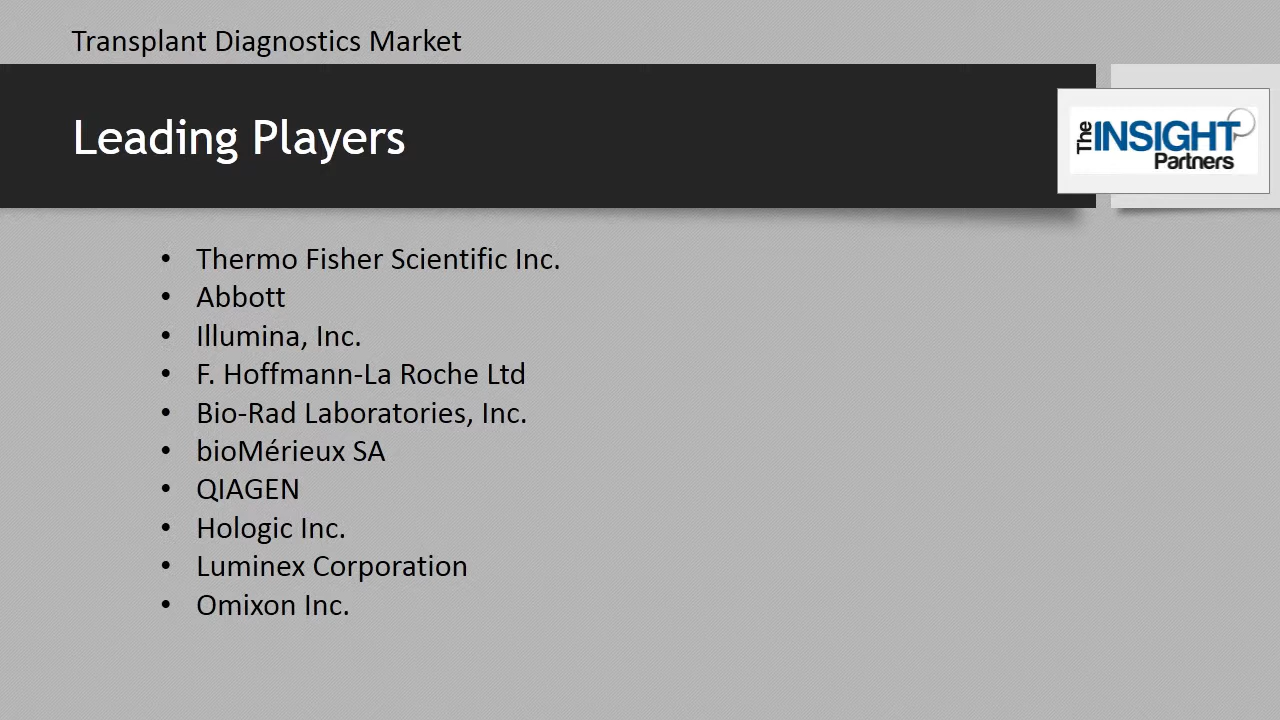 Transplant Diagnostics Market
Leading Players
The INSIGHT
Partners
• Thermo Fisher Scientific Inc.
• Abbott
• Illumina, Inc.
• F. Hoffmann-La Roche Ltd
• Bio-Rad Laboratories, Inc.
• bioMérieux SA
• QIAGEN
• Hologic Inc.
• Luminex Corporation
• Omixon Inc.